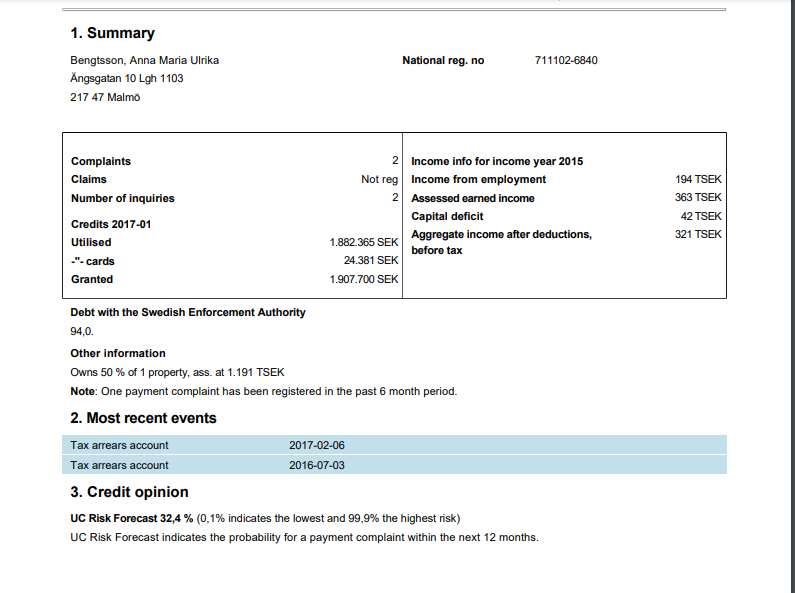 1. Summary
Bengtsson, Anna Maria Ulrika
National reg. no 711102-6840
Ängsgatan 10 Lgh 1103
217 47 Malmö
Complaints 2
Claims Not reg
Number of inquiries 2
Credits 2017-01
Utilised 1.882.365 SEK
-"- cards 24.381 SEK
Granted 1.907.700 SEK
Income info for income year 2015
Income from employment 194 TSEK
Assessed earned income 363 TSEK
Capital deficit 42 TSEK
Aggregate income after deductions, 321 TSEK
before tax
Debt with the Swedish Enforcement Authority
94,0.
Other information
Owns 50 % of 1 property, ass. at 1.191 TSEK
Note: One payment complaint has been registered in the past 6 month period.
2. Most recent events
Tax arrears account 2017-02-06
Tax arrears account 2016-07-03
3. Credit opinion
UC Risk Forecast 32,4 % (0,1% indicates the lowest and 99,9% the highest risk)
UC Risk Forecast indicates the probability for a payment complaint within the next 12 months.